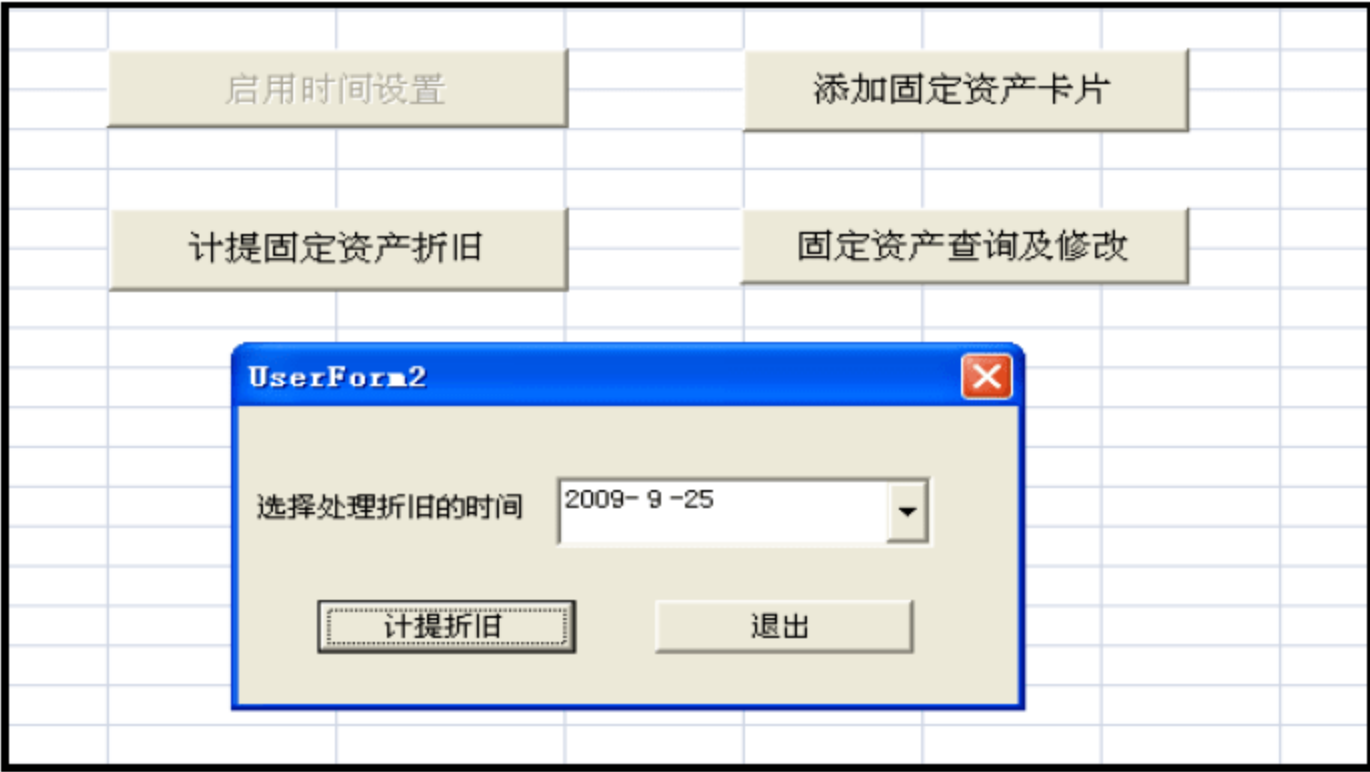 启用时间设置
添加固定资产卡片
计提固定资产折旧
固定资产查询及修改
UserForm2
选择处理折旧的时间
2009- 9 -25
计提折旧
退出